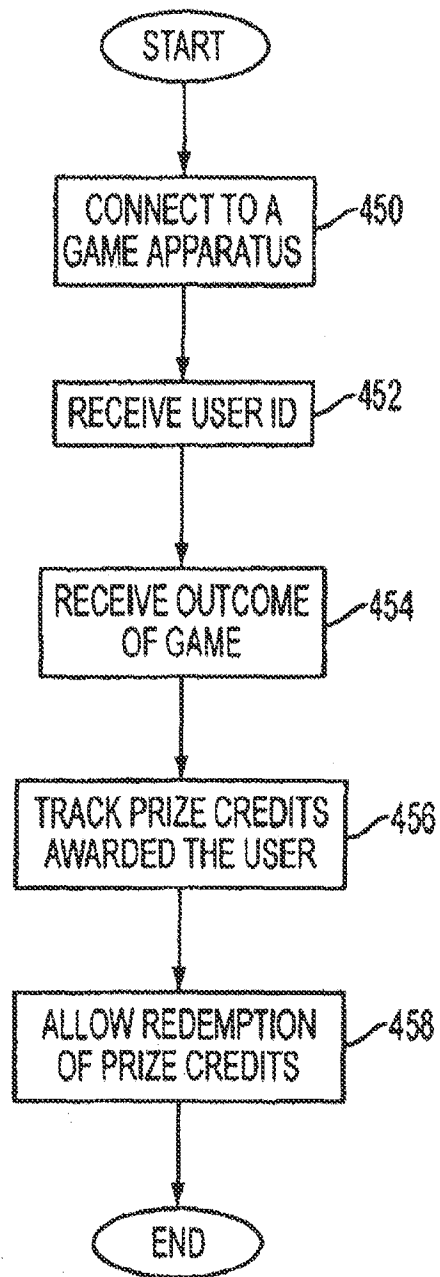 START
CONNECT TO A
GAME APPARATUS
450
RECEIVE USER ID
452
RECEIVE OUTCOME
OF GAME
454
TRACK PRIZE CREDITS
AWARDED THE USER
456
ALLOW REDEMPTION
OF PRIZE CREDITS
458
END